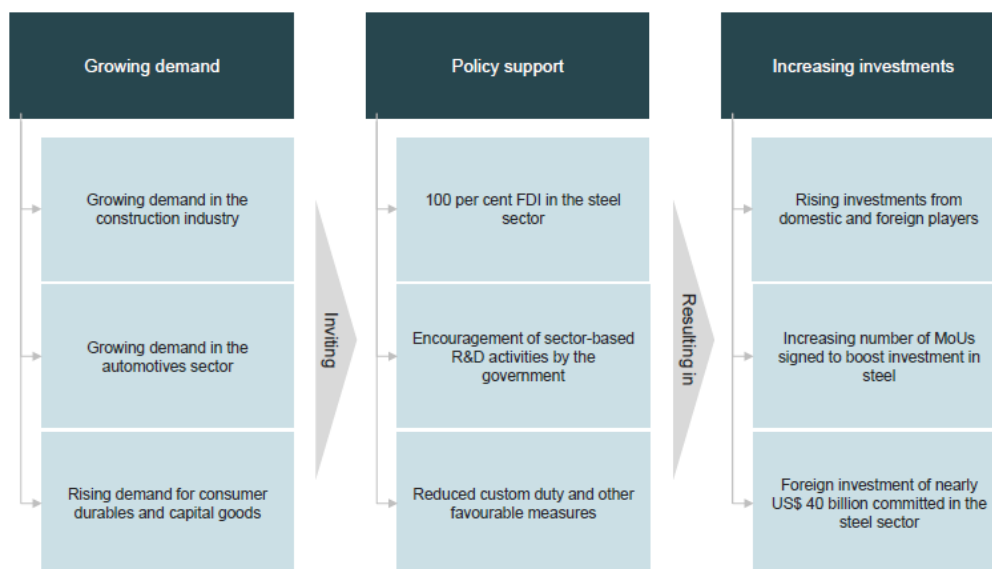 Growing demand
Growing demand in the
construction industry
Growing demand in the
automotives sector
Rising demand for consumer
durables and capital goods
Inviting
Policy support
100 per cent FDI in the steel
sector
Encouragement of sector-based
R&D activities by the
government
Reduced custom duty and other
favourable measures
Resulting in
Increasing investments
Rising investments from
domestic and foreign players
Increasing number of MoUs
signed to boost investment in
steel
Foreign investment of nearly
US$ 40 billion committed in the
steel sector